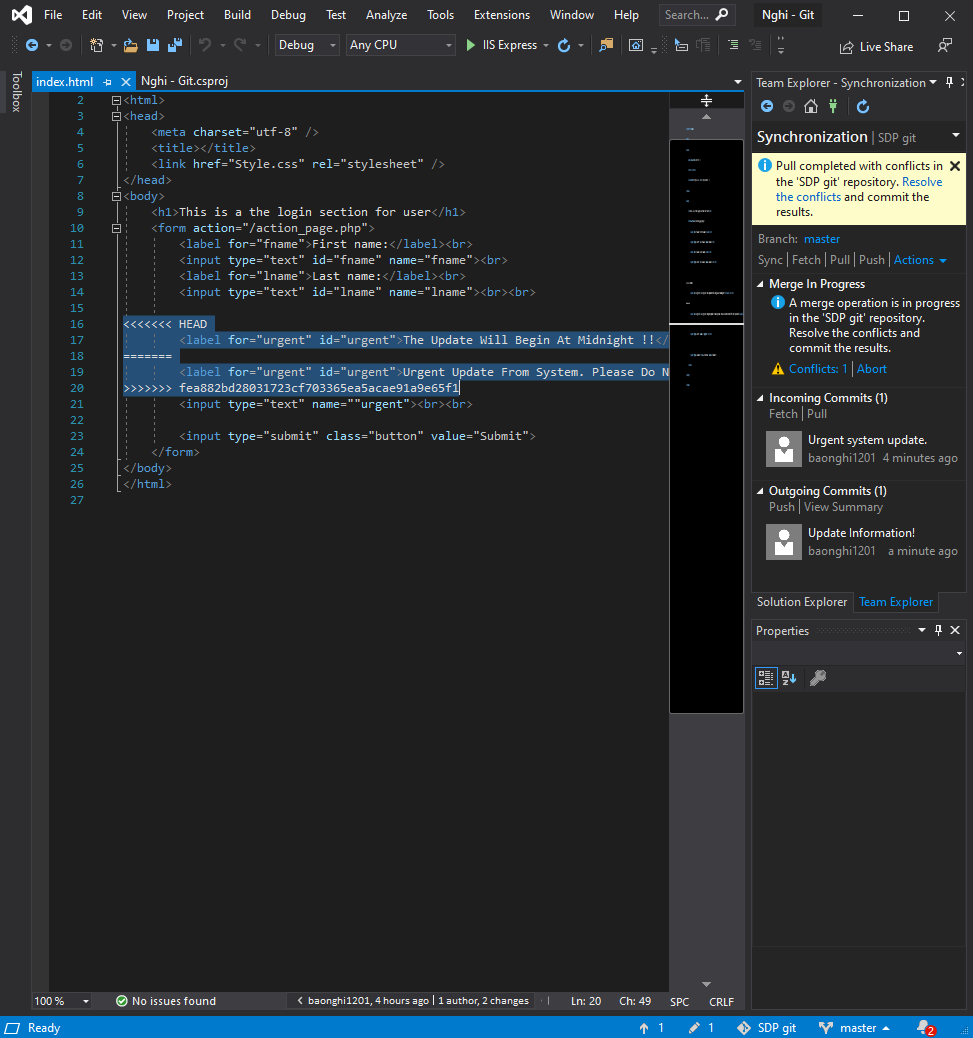 File Edit View Project Build Debug Test Analyze Tools Extensions Window Help Search... Nghi - Git
Debug Any CPU IIS Express Live Share
Toolbox
index.html Nghi - Git.csproj
2 <html>
3 <head>
4 <meta charset="utf-8" />
5 <title></title>
6 <link href="Style.css" rel="stylesheet" />
7 </head>
8 <body>
9 <h1>This is a the login section for user</h1>
10 <form action="/action_page.php">
11 <label for="fname">First name:</label><br>
12 <input type="text" id="fname" name="fname"><br>
13 <label for="lname">Last name:</label><br>
14 <input type="text" id="lname" name="lname"><br><br>
15
16 <<<<<<< HEAD
17 <label for="urgent" id="urgent">The Update Will Begin At Midnight !!</
18 =======
19 <label for="urgent" id="urgent">Urgent Update From System. Please Do N
20 >>>>>>> fea882bd28031723cf703365ea5acae91a9e65f1
21 <input type="text" name=""urgent"><br><br>
22
23 <input type="submit" class="button" value="Submit">
24 </form>
25 </body>
26 </html>
27
100 % No issues found baonghi1201, 4 hours ago | 1 author, 2 changes Ln: 20 Ch: 49 SPC CRLF
Team Explorer - Synchronization
Synchronization | SDP git
Pull completed with conflicts in
the 'SDP git' repository. Resolve
the conflicts and commit the
results.
Branch: master
Sync | Fetch | Pull | Push | Actions
Merge In Progress
A merge operation is in progress
in the 'SDP git' repository.
Resolve the conflicts and
commit the results.
Conflicts: 1 | Abort
Incoming Commits (1)
Fetch | Pull
Urgent system update.
baonghi1201 4 minutes ago
Outgoing Commits (1)
Push | View Summary
Update Information!
baonghi1201 a minute ago
Solution Explorer Team Explorer
Properties
Ready 1 1 SDP git master 2